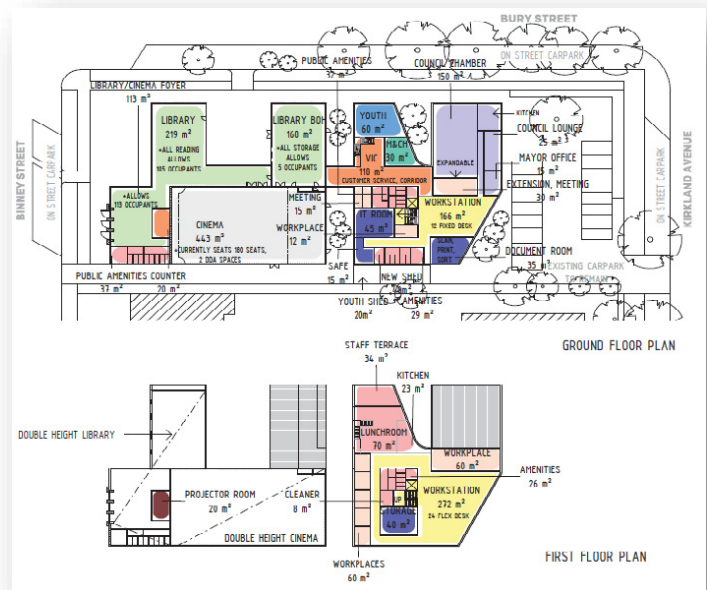 BURY STREET
ON STREET CARPARK
PUBLIC AMENITIES
37 m²
COUNCIL CHAMBER
150 m²
LIBRARY/CINEMA FOYER
113 m²
LIBRARY
219 m²
+ALL READING
ALLOWS
105 OCCUPANTS
LIBRARY BOH
160 m²
+ALL STORAGE
ALLOWS
5 OCCUPANTS
YOUTH
60 m²
VIC
110 m²
M&CH
30 m²
CUSTOMER SERVICE, CORRIDOR
EXPANDABLE
KITCHEN
COUNCIL LOUNGE
25 m²
MAYOR OFFICE
15 m²
EXTENSION, MEETING
30 m²
BINNEY STREET
ON STREET CARPARK
ON STREET CARPARK
KIRKLAND AVENUE
+ALLOWS
113 OCCUPANTS
MEETING
15 m²
WORKPLACE
12 m²
CINEMA
443 m²
+CURRENTLY SEATS 180 SEATS,
2 DDA SPACES
IT ROOM
45 m²
WORKSTATION
166 m²
12 FIXED DESK
SCAN,
PRINT,
SORT
DOCUMENT ROOM
35 m²
EXISTING CARPARK
TO REMAIN
SAFE
15 m²
PUBLIC AMENITIES
37 m²
COUNTER
20 m²
NEW SHED
YOUTH SHED
20m²
AMENITIES
29 m²
GROUND FLOOR PLAN
STAFF TERRACE
34 m²
KITCHEN
23 m²
LUNCHROOM
70 m²
DOUBLE HEIGHT LIBRARY
WORKPLACE
60 m²
AMENITIES
26 m²
PROJECTOR ROOM
20 m²
CLEANER
8 m²
UP
WORKSTATION
272 m²
24 FLEX DESK
STORAGE
40 m²
DOUBLE HEIGHT CINEMA
WORKPLACES
60 m²
FIRST FLOOR PLAN